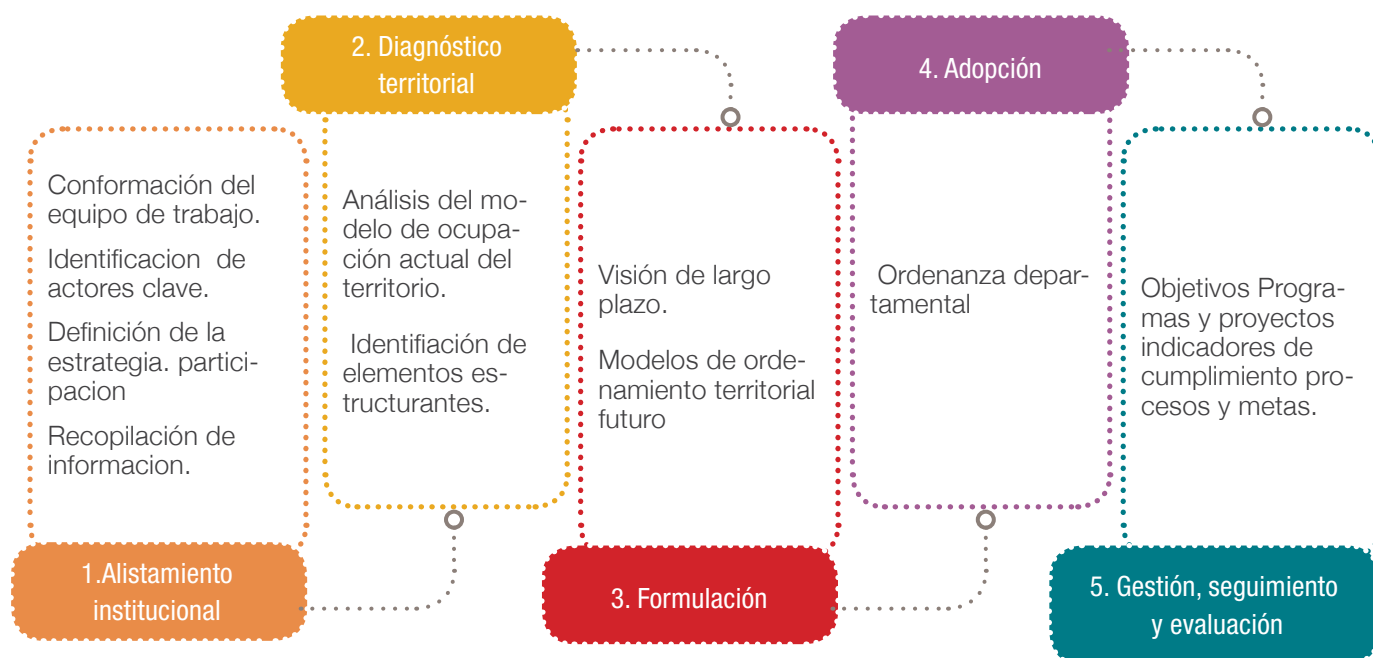 1.Alistamiento
institucional
Conformación del
equipo de trabajo.
Identificacion de
actores clave.
Definición de la
estrategia. partici-
pacion
Recopilación de
informacion.
2. Diagnóstico
territorial
Análisis del mo-
delo de ocupa-
ción actual del
territorio.
Identifiación de
elementos es-
tructurantes.
3. Formulación
Visión de largo
plazo.
Modelos de orde-
namiento territorial
futuro
4. Adopción
Ordenanza depar-
tamental
5. Gestión, seguimiento
y evaluación
Objetivos Progra-
mas y proyectos
indicadores de
cumplimiento pro-
cesos y metas.